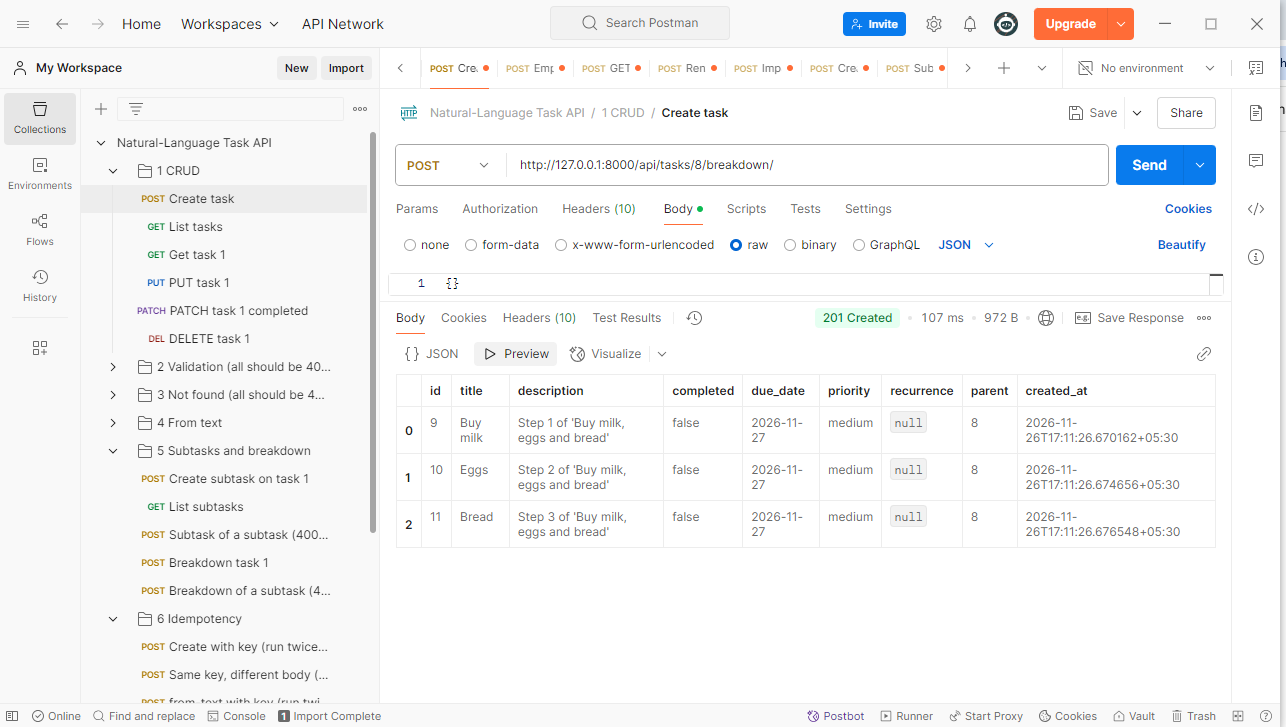 Home Workspaces API Network Search Postman Invite Upgrade
My Workspace New Import
POST Cre. POST Emp POST GET POST Ren POST Imp POST Cre. POST Sub No environment
Collections
Environments
Flows
History
Natural-Language Task API
1 CRUD
POST Create task
GET List tasks
GET Get task 1
PUT PUT task 1
PATCH PATCH task 1 completed
DEL DELETE task 1
2 Validation (all should be 40...
3 Not found (all should be 4...
4 From text
5 Subtasks and breakdown
POST Create subtask on task 1
GET List subtasks
POST Subtask of a subtask (400...
POST Breakdown task 1
POST Breakdown of a subtask (4...
6 Idempotency
POST Create with key (run twice...
POST Same key, different body (...
POST from-text with key (run twi...
HTTP Natural-Language Task API / 1 CRUD / Create task Save Share
POST http://127.0.0.1:8000/api/tasks/8/breakdown/ Send
Params Authorization Headers (10) Body Scripts Tests Settings Cookies
none form-data x-www-form-urlencoded raw binary GraphQL JSON Beautify
1 {}
Body Cookies Headers (10) Test Results 201 Created 107 ms 972 B e.g. Save Response
{} JSON Preview Visualize
id title description completed due_date priority recurrence parent created_at
0 9 Buy milk Step 1 of 'Buy milk, eggs and bread' false 2026-11-27 medium null 8 2026-11-26T17:11:26.670162+05:30
1 10 Eggs Step 2 of 'Buy milk, eggs and bread' false 2026-11-27 medium null 8 2026-11-26T17:11:26.674656+05:30
2 11 Bread Step 3 of 'Buy milk, eggs and bread' false 2026-11-27 medium null 8 2026-11-26T17:11:26.676548+05:30
Online Find and replace Console 1 Import Complete Postbot Runner Start Proxy Cookies Vault Trash